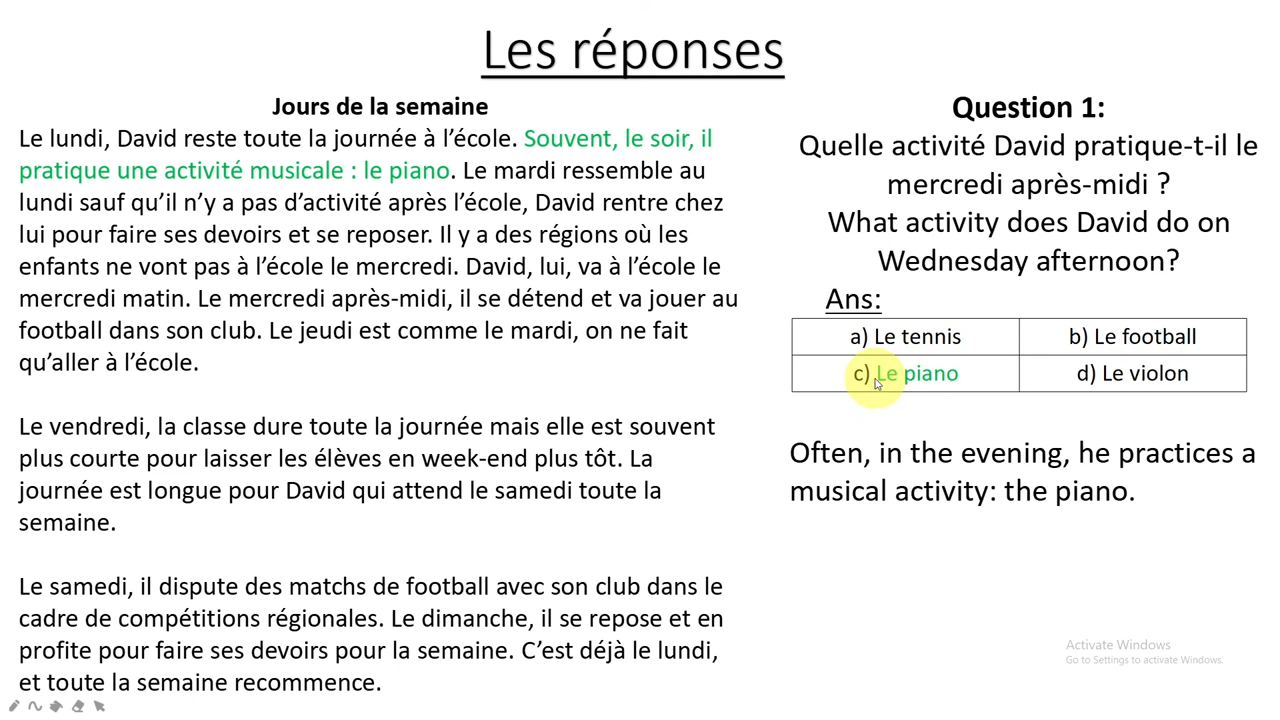 Les réponses
Jours de la semaine
Le lundi, David reste toute la journée à l’école. Souvent, le soir, il
pratique une activité musicale : le piano. Le mardi ressemble au
lundi sauf qu’il n’y a pas d’activité après l’école, David rentre chez
lui pour faire ses devoirs et se reposer. Il y a des régions où les
enfants ne vont pas à l’école le mercredi. David, lui, va à l’école le
mercredi matin. Le mercredi après-midi, il se détend et va jouer au
football dans son club. Le jeudi est comme le mardi, on ne fait
qu’aller à l’école.
Le vendredi, la classe dure toute la journée mais elle est souvent
plus courte pour laisser les élèves en week-end plus tôt. La
journée est longue pour David qui attend le samedi toute la
semaine.
Le samedi, il dispute des matchs de football avec son club dans le
cadre de compétitions régionales. Le dimanche, il se repose et en
profite pour faire ses devoirs pour la semaine. C’est déjà le lundi,
et toute la semaine recommence.
Question 1:
Quelle activité David pratique-t-il le
mercredi après-midi ?
What activity does David do on
Wednesday afternoon?
Ans:
a) Le tennis
b) Le football
c) Le piano
d) Le violon
Often, in the evening, he practices a
musical activity: the piano.
Activate Windows
Go to Settings to activate Windows.